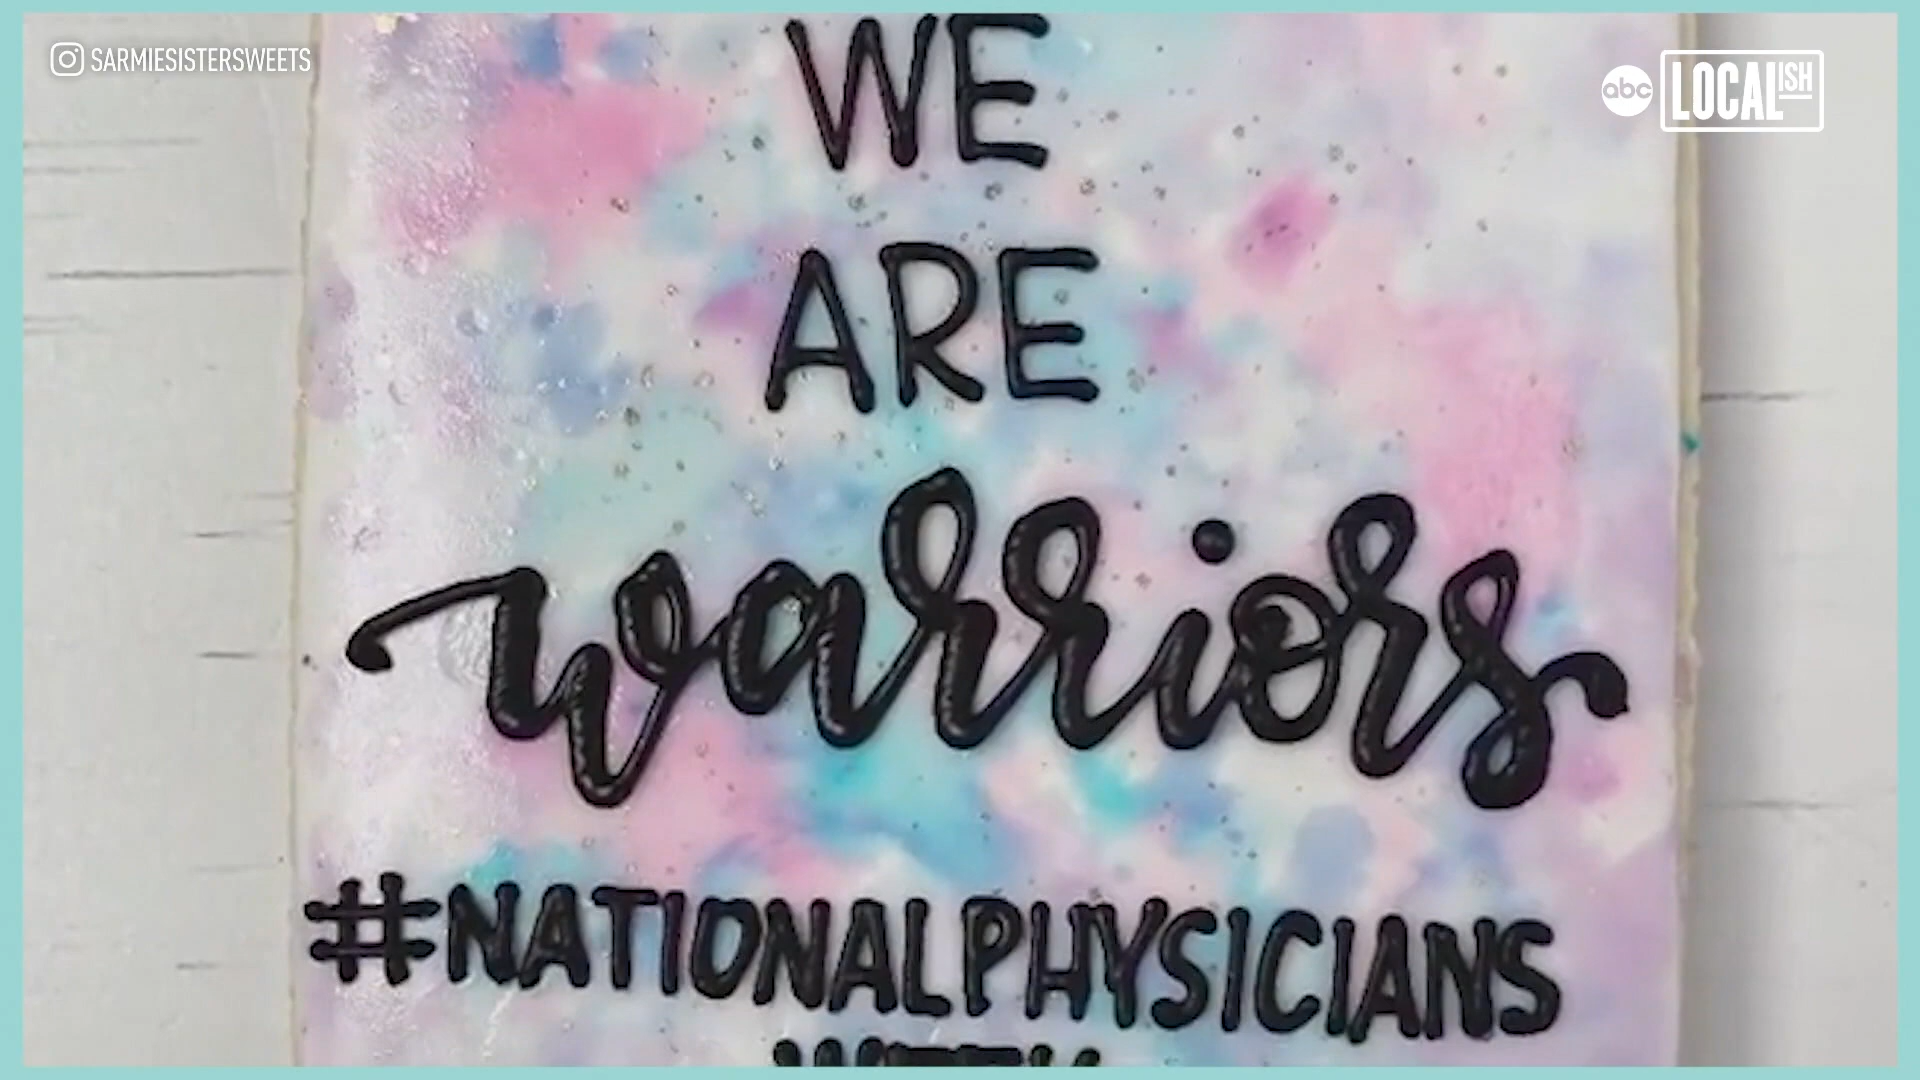 SARMIESISTERSWEETS
abc LOCALISH
WE
ARE
warriors
#NATIONALPHYSICIANS